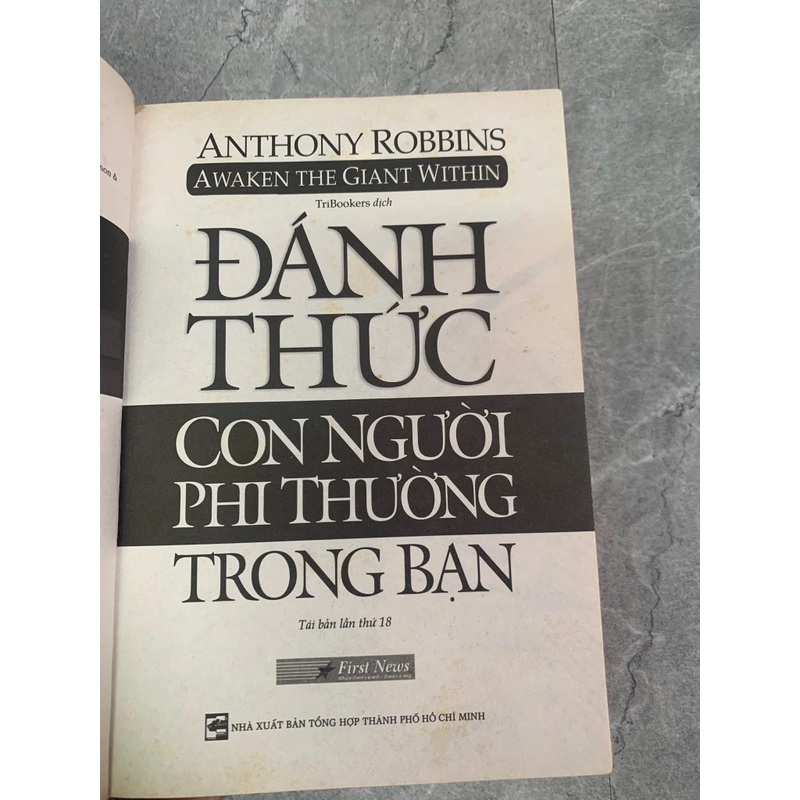 non &
ANTHONY ROBBINS
AWAKEN THE GIANT WITHIN
TriBookers dịch
ĐÁNH
THỨC
CON NGƯỜI
PHI THƯỜNG
TRONG BẠN
Tái bản lần thứ 18
First News
NHÀ XUẤT BẢN TỔNG HỢP THÀNH PHỐ HỒ CHÍ MINH